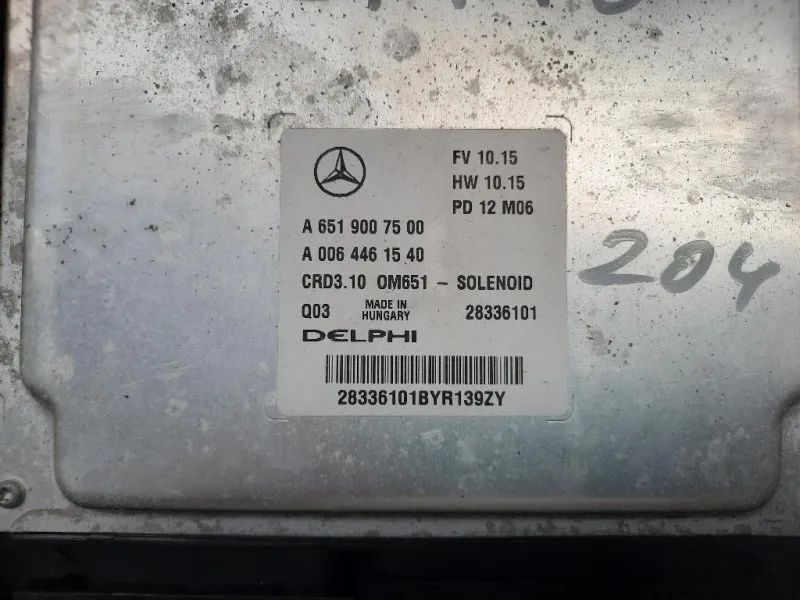 FV 10.15
HW 10.15
PD 12 M06
A 651 900 75 00
A 006 446 15 40
CRD3.10 OM651 - SOLENOID
Q03 MADE IN HUNGARY 28336101
DELPHI
28336101BYR139ZY
204